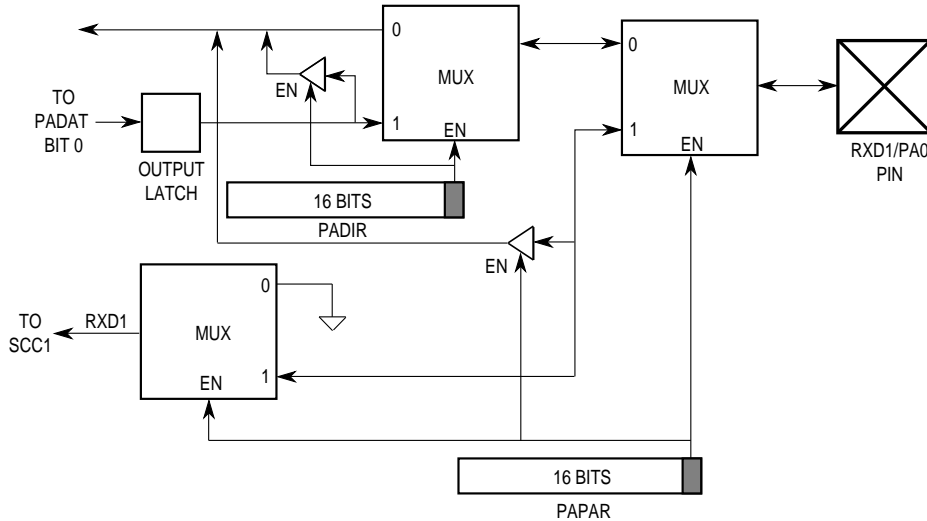 0
MUX
EN
1
EN
TO
PADAT
BIT 0
OUTPUT
LATCH
16 BITS
PADIR
0
MUX
1
EN
RXD1/PA0
PIN
EN
TO
SCC1
RXD1
0
MUX
EN
1
16 BITS
PAPAR